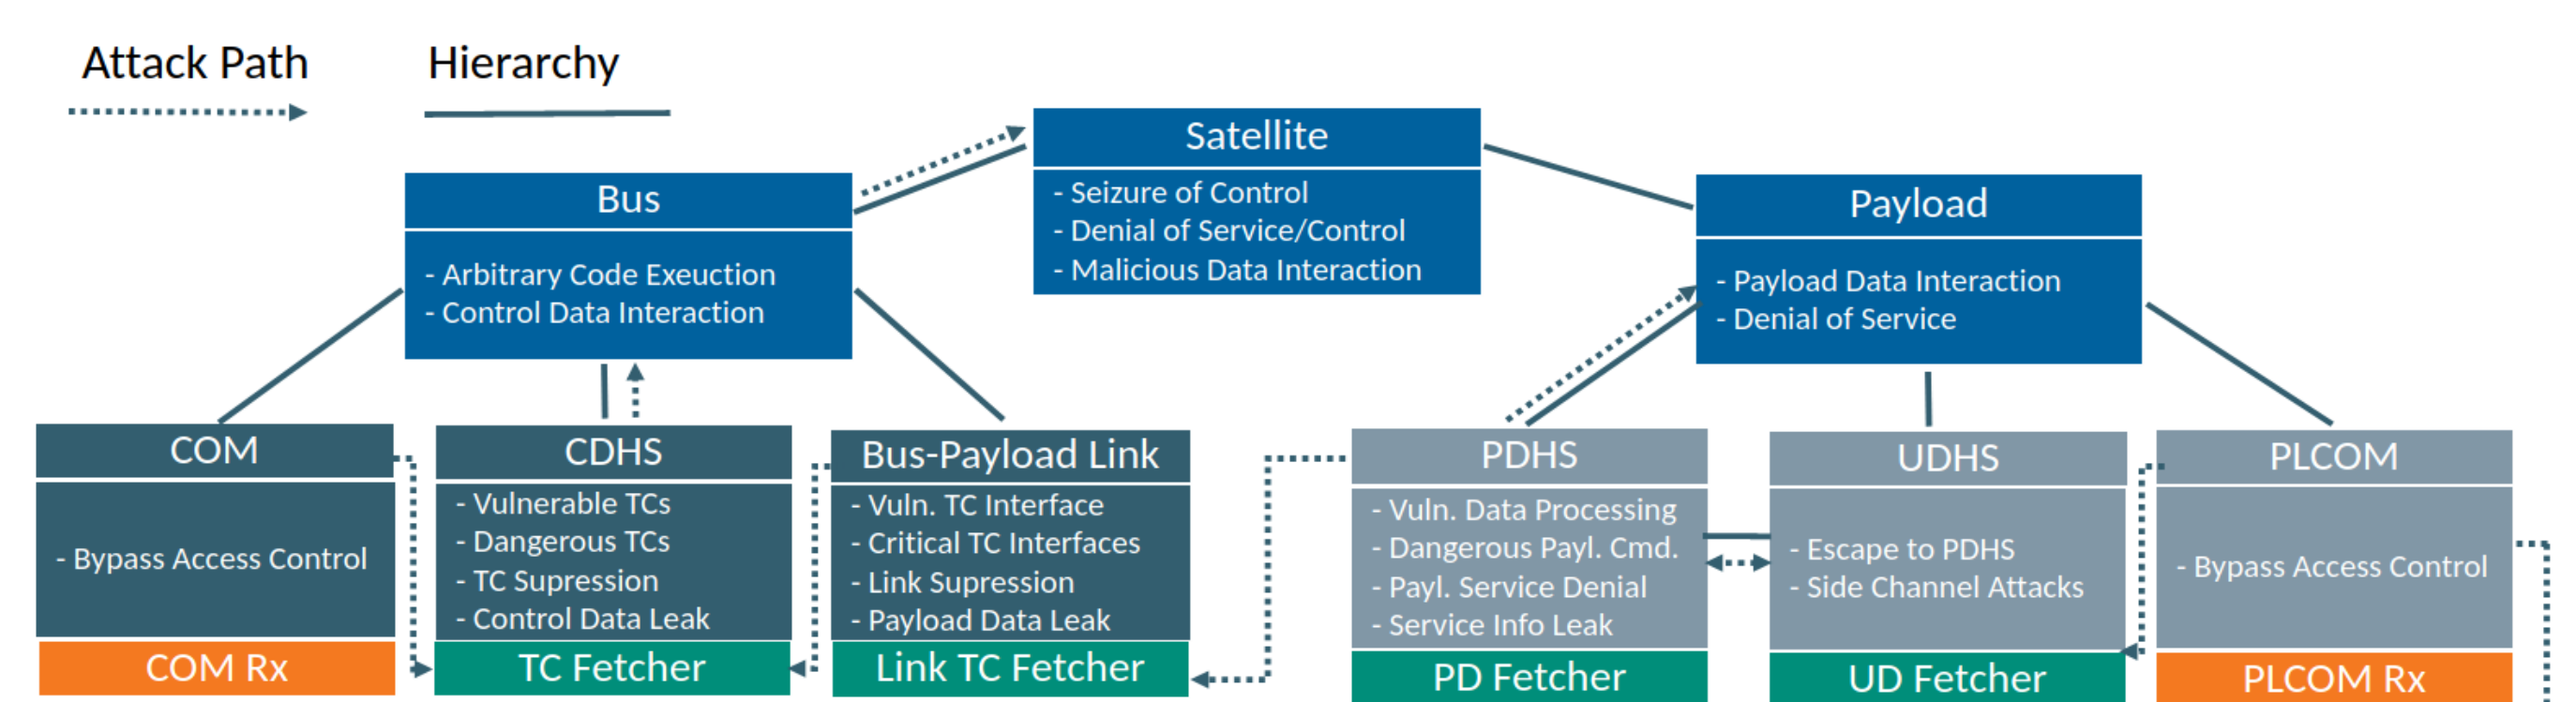 Attack Path
Hierarchy
Satellite
- Seizure of Control
- Denial of Service/Control
- Malicious Data Interaction
Bus
- Arbitrary Code Exeuction
- Control Data Interaction
Payload
- Payload Data Interaction
- Denial of Service
COM
- Bypass Access Control
COM Rx
CDHS
- Vulnerable TCs
- Dangerous TCs
- TC Supression
- Control Data Leak
TC Fetcher
Bus-Payload Link
- Vuln. TC Interface
- Critical TC Interfaces
- Link Supression
- Payload Data Leak
Link TC Fetcher
PDHS
- Vuln. Data Processing
- Dangerous Payl. Cmd.
- Payl. Service Denial
- Service Info Leak
PD Fetcher
UDHS
- Escape to PDHS
- Side Channel Attacks
UD Fetcher
PLCOM
- Bypass Access Control
PLCOM Rx